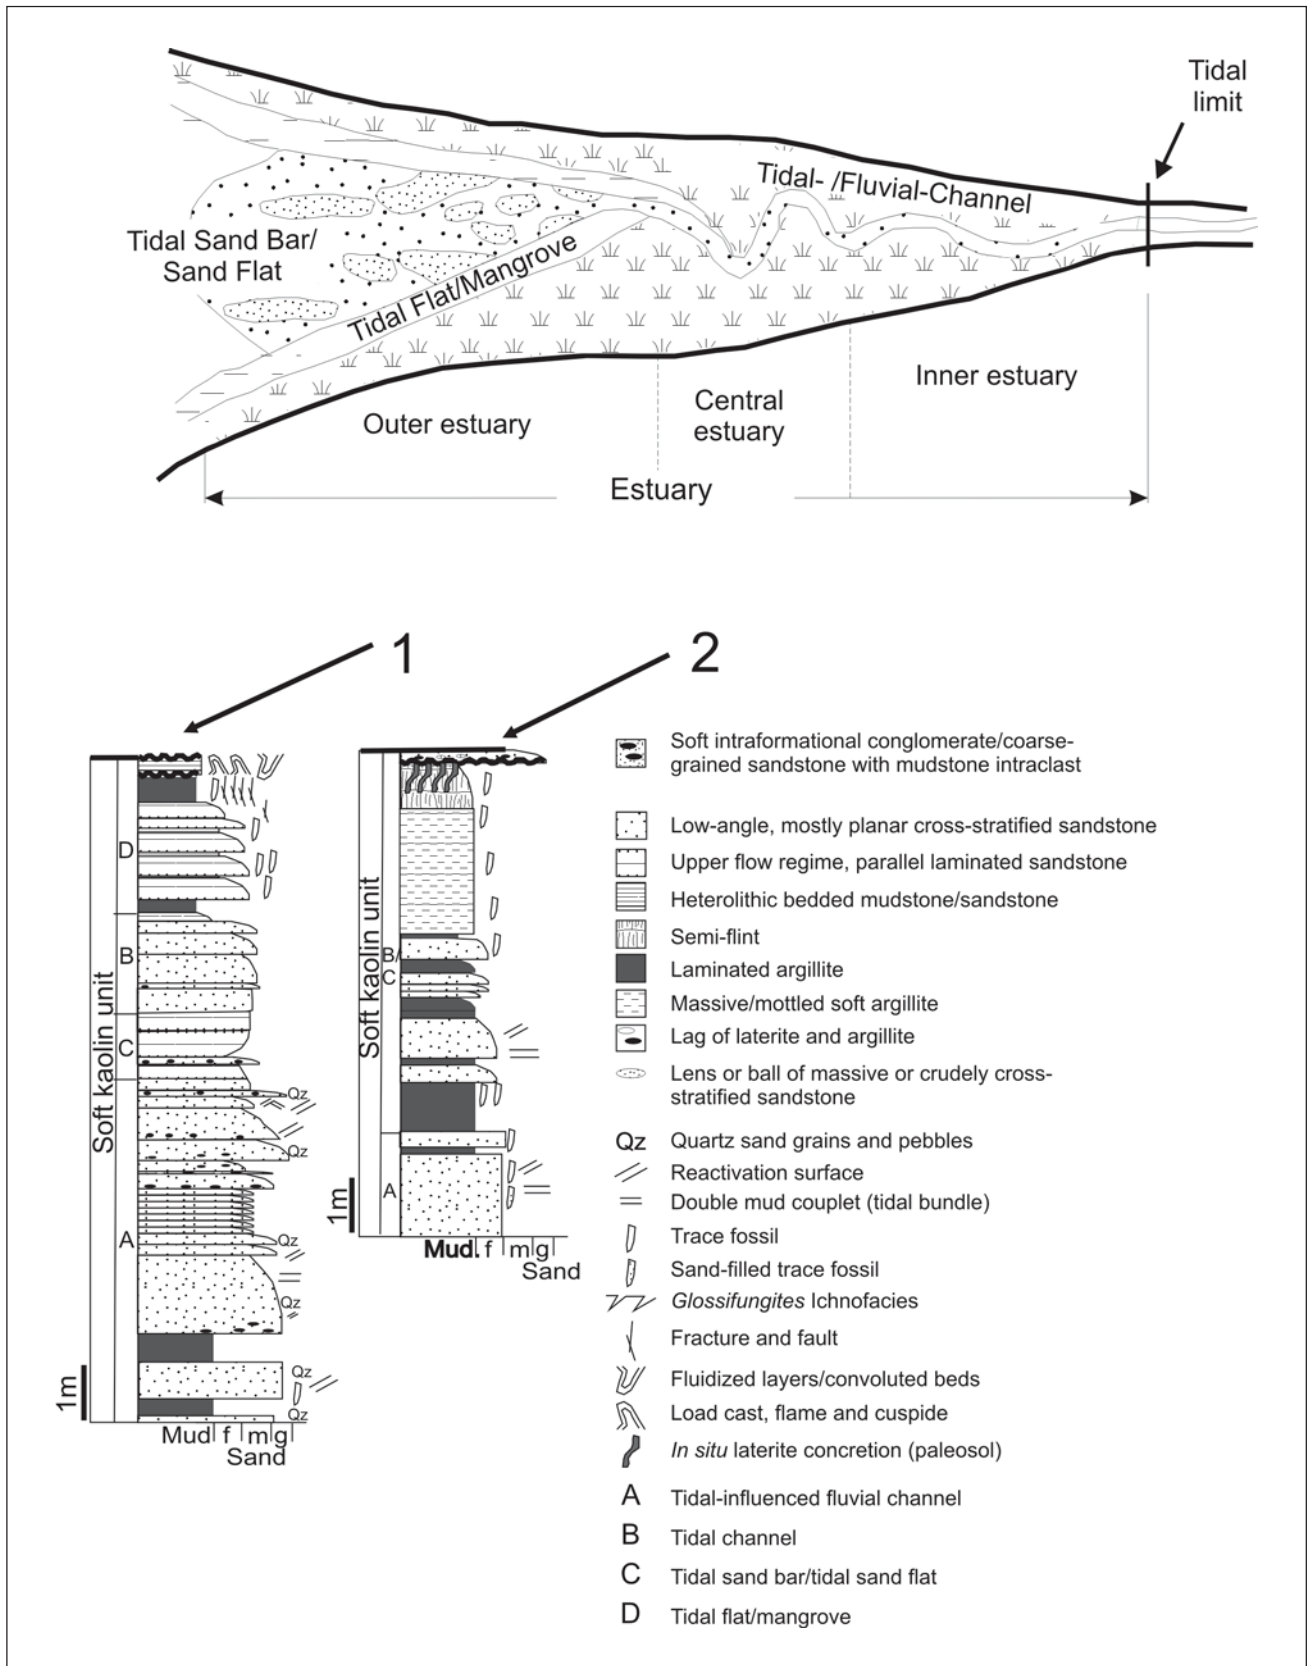 Tidal
limit
Tidal- /Fluvial-Channel
Tidal Sand Bar/
Sand Flat
Tidal Flat/Mangrove
Inner estuary
Central
estuary
Outer estuary
Estuary
1
2
Soft kaolin unit
D
B
C
A
Qz
Qz
Qz
Qz
Qz
Qz
1m
Mud f m g
Sand
Soft kaolin unit
B/
C
A
1m
Mud. f m g
Sand
Soft intraformational conglomerate/coarse-
grained sandstone with mudstone intraclast
Low-angle, mostly planar cross-stratified sandstone
Upper flow regime, parallel laminated sandstone
Heterolithic bedded mudstone/sandstone
Semi-flint
Laminated argillite
Massive/mottled soft argillite
Lag of laterite and argillite
Lens or ball of massive or crudely cross-
stratified sandstone
Qz Quartz sand grains and pebbles
Reactivation surface
Double mud couplet (tidal bundle)
Trace fossil
Sand-filled trace fossil
Glossifungites Ichnofacies
Fracture and fault
Fluidized layers/convoluted beds
Load cast, flame and cuspide
In situ laterite concretion (paleosol)
A Tidal-influenced fluvial channel
B Tidal channel
C Tidal sand bar/tidal sand flat
D Tidal flat/mangrove